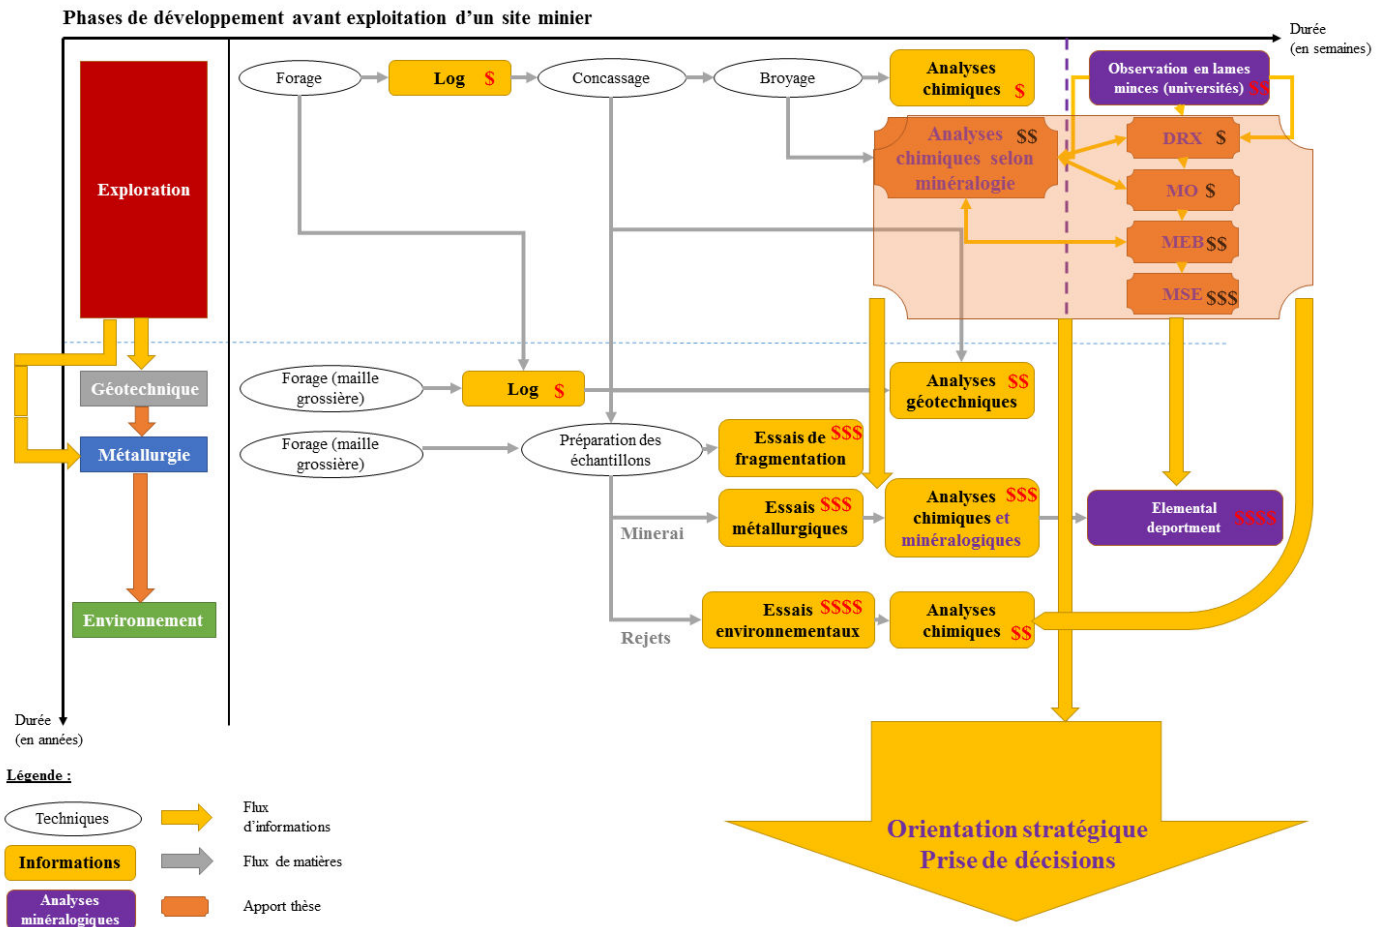 Phases de développement avant exploitation d’un site minier
Durée
(en semaines)
Forage
Log $
Concassage
Broyage
Analyses
chimiques $
Observation en lames
minces (universités) $$
Exploration
Analyses $$
chimiques selon
minéralogie
DRX $
MO $
MEB $$
MSE $$$
Géotechnique
Forage (maille
grossière)
Log $
Analyses $$
géotechniques
Métallurgie
Forage (maille
grossière)
Préparation des
échantillons
Essais de $$$
fragmentation
Minerai
Essais $$$
métallurgiques
Analyses $$$
chimiques et
minéralogiques
Elemental
deportment $$$$
Environnement
Rejets
Essais $$$$
environnementaux
Analyses
chimiques $$
Durée
(en années)
Orientation stratégique
Prise de décisions
Légende :
Techniques
Flux
d’informations
Informations
Flux de matières
Analyses
minéralogiques
Apport thèse